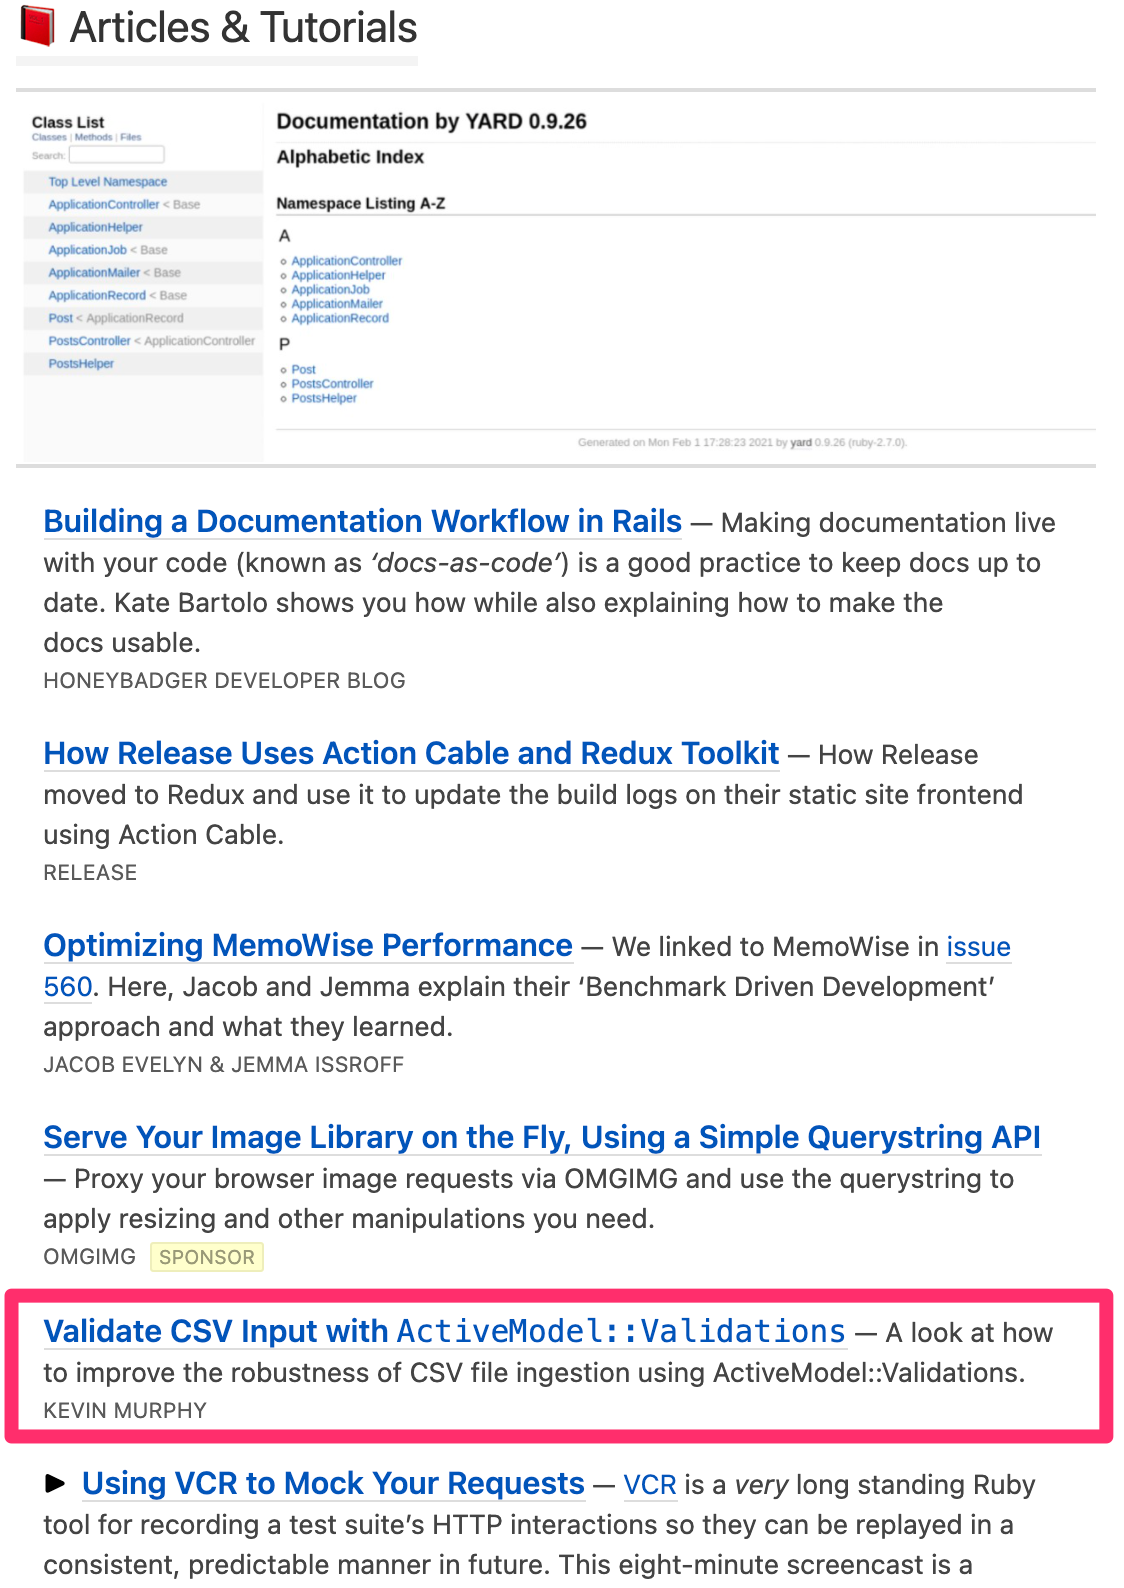 Articles & Tutorials
Class List
Classes | Methods | Files
Search:
Top Level Namespace
ApplicationController < Base
ApplicationHelper
ApplicationJob < Base
ApplicationMailer < Base
ApplicationRecord < Base
Post < ApplicationRecord
PostsController < ApplicationController
PostsHelper
Documentation by YARD 0.9.26
Alphabetic Index
Namespace Listing A-Z
A
ApplicationController
ApplicationHelper
ApplicationJob
ApplicationMailer
ApplicationRecord
P
Post
PostsController
PostsHelper
Generated on Mon Feb 1 17:28:23 2021 by yard 0.9.26 (ruby-2.7.0).
Building a Documentation Workflow in Rails — Making documentation live
with your code (known as ‘docs-as-code’) is a good practice to keep docs up to
date. Kate Bartolo shows you how while also explaining how to make the
docs usable.
HONEYBADGER DEVELOPER BLOG
How Release Uses Action Cable and Redux Toolkit — How Release
moved to Redux and use it to update the build logs on their static site frontend
using Action Cable.
RELEASE
Optimizing MemoWise Performance — We linked to MemoWise in issue
560. Here, Jacob and Jemma explain their ‘Benchmark Driven Development’
approach and what they learned.
JACOB EVELYN & JEMMA ISSROFF
Serve Your Image Library on the Fly, Using a Simple Querystring API
— Proxy your browser image requests via OMGIMG and use the querystring to
apply resizing and other manipulations you need.
OMGIMG SPONSOR
Validate CSV Input with ActiveModel::Validations — A look at how
to improve the robustness of CSV file ingestion using ActiveModel::Validations.
KEVIN MURPHY
▶ Using VCR to Mock Your Requests — VCR is a very long standing Ruby
tool for recording a test suite’s HTTP interactions so they can be replayed in a
consistent, predictable manner in future. This eight-minute screencast is a